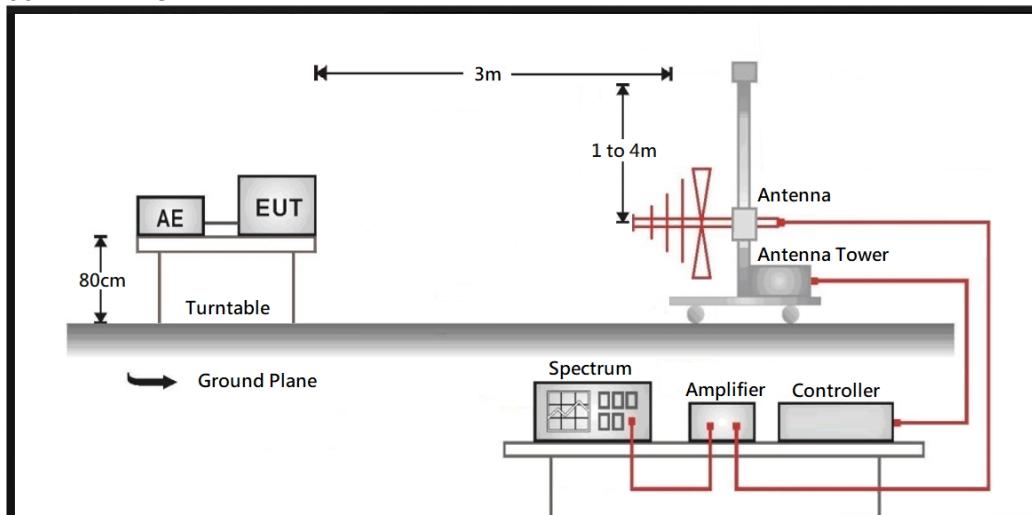 3m
1 to 4m
Antenna
AE
EUT
Antenna Tower
80cm
Turntable
Ground Plane
Spectrum
Amplifier
Controller